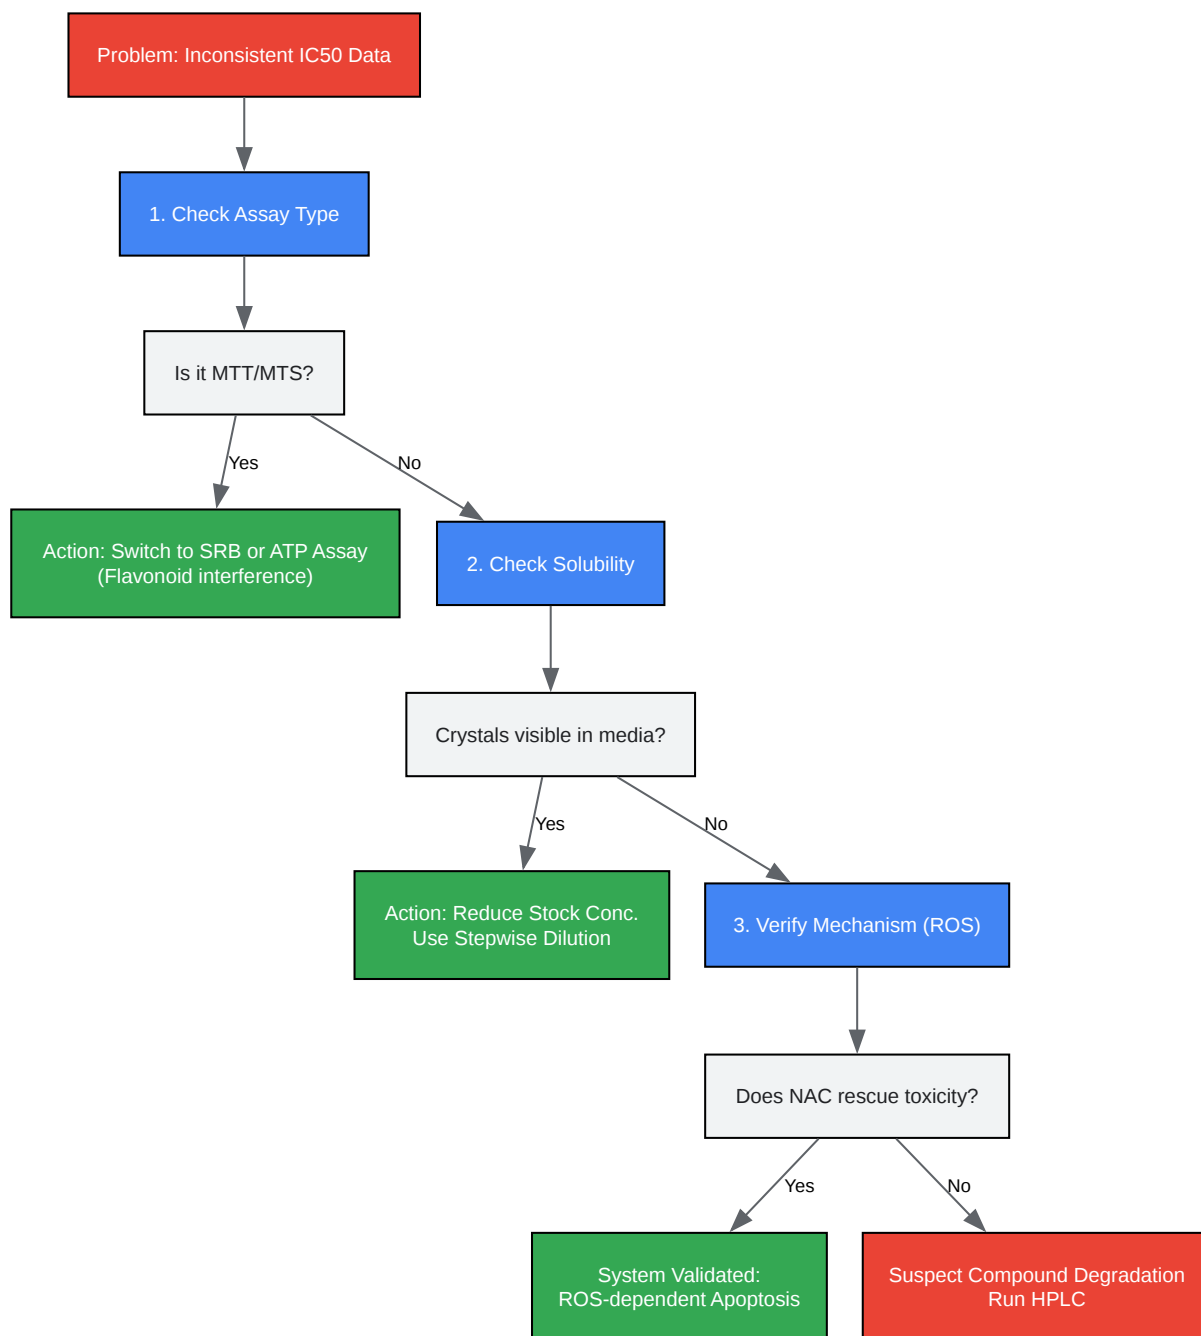 Problem: Inconsistent IC50 Data
1. Check Assay Type
Is it MTT/MTS?
Yes
No
Action: Switch to SRB or ATP Assay
(Flavonoid interference)
2. Check Solubility
Crystals visible in media?
Yes
No
Action: Reduce Stock Conc.
Use Stepwise Dilution
3. Verify Mechanism (ROS)
Does NAC rescue toxicity?
Yes
No
System Validated:
ROS-dependent Apoptosis
Suspect Compound Degradation
Run HPLC